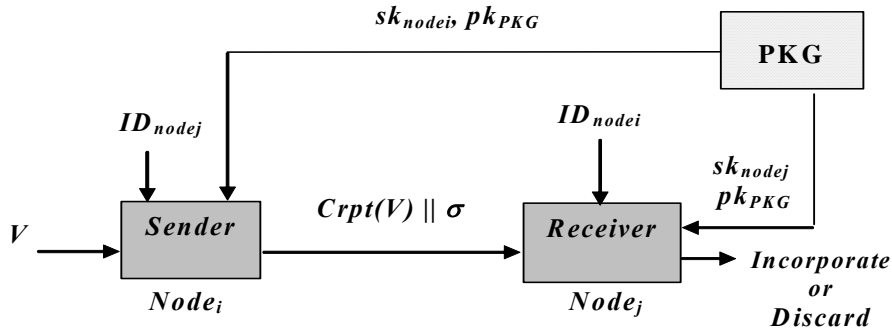 sk_nodei, pk_PKG
PKG
ID_nodej
ID_nodei
sk_nodej
pk_PKG
Crpt(V) || σ
Sender
Receiver
V
Incorporate
or
Discard
Node_i
Node_j